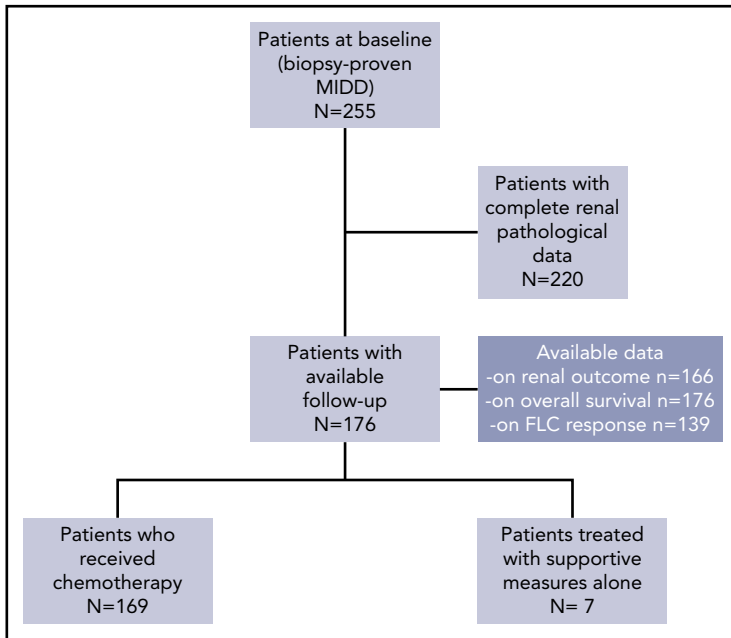 Patients at baseline
(biopsy-proven
MIDD)
N=255
Patients with
complete renal
pathological
data
N=220
Patients with
available
follow-up
N=176
Available data
-on renal outcome n=166
-on overall survival n=176
-on FLC response n=139
Patients who
received
chemotherapy
N=169
Patients treated
with supportive
measures alone
N= 7